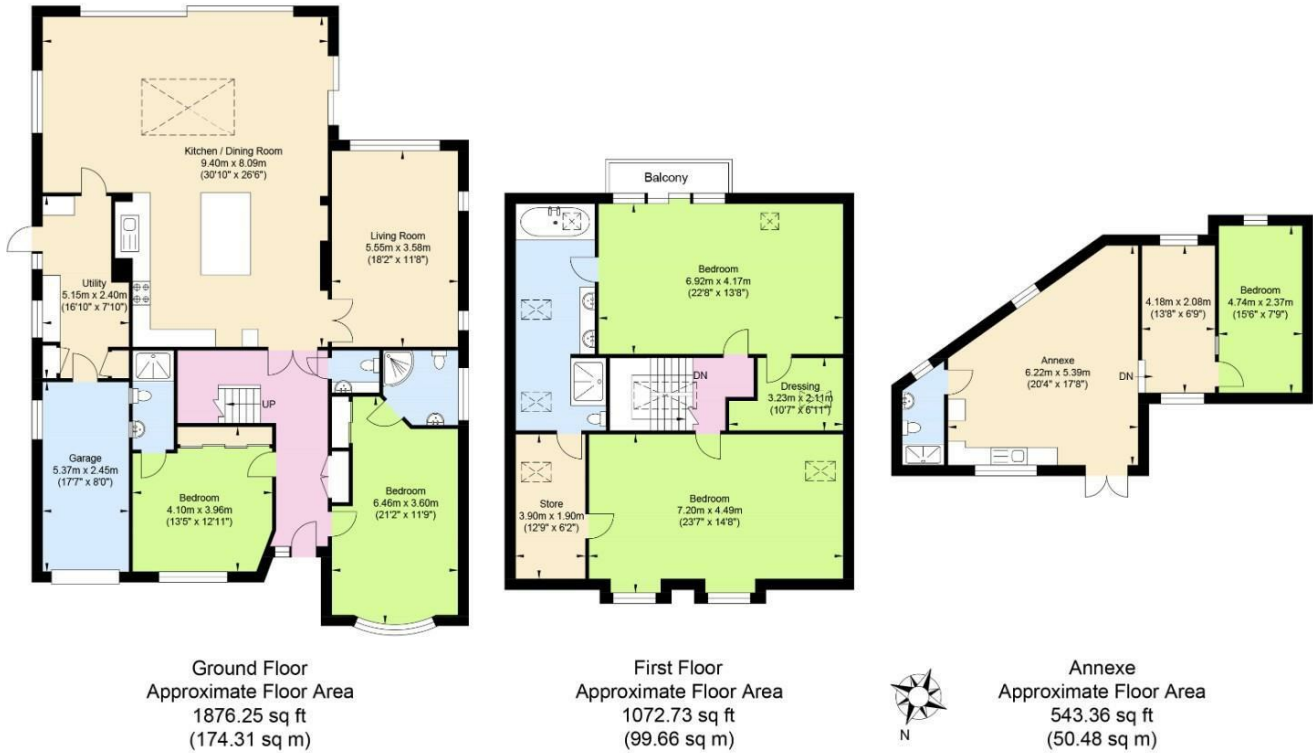 Kitchen / Dining Room
9.40m x 8.09m
(30'10" x 26'6")
Living Room
5.55m x 3.58m
(18'2" x 11'8")
Utility
5.15m x 2.40m
(16'10" x 7'10")
UP
Garage
5.37m x 2.45m
(17'7" x 8'0")
Bedroom
4.10m x 3.96m
(13'5" x 12'11")
Bedroom
6.46m x 3.60m
(21'2" x 11'9")
Ground Floor
Approximate Floor Area
1876.25 sq ft
(174.31 sq m)
Balcony
Bedroom
6.92m x 4.17m
(22'8" x 13'8")
DN
Dressing
3.23m x 2.11m
(10'7" x 6'11")
Store
3.90m x 1.90m
(12'9" x 6'2")
Bedroom
7.20m x 4.49m
(23'7" x 14'8")
First Floor
Approximate Floor Area
1072.73 sq ft
(99.66 sq m)
N
Annexe
6.22m x 5.39m
(20'4" x 17'8")
DN
4.18m x 2.08m
(13'8" x 6'9")
Bedroom
4.74m x 2.37m
(15'6" x 7'9")
Annexe
Approximate Floor Area
543.36 sq ft
(50.48 sq m)